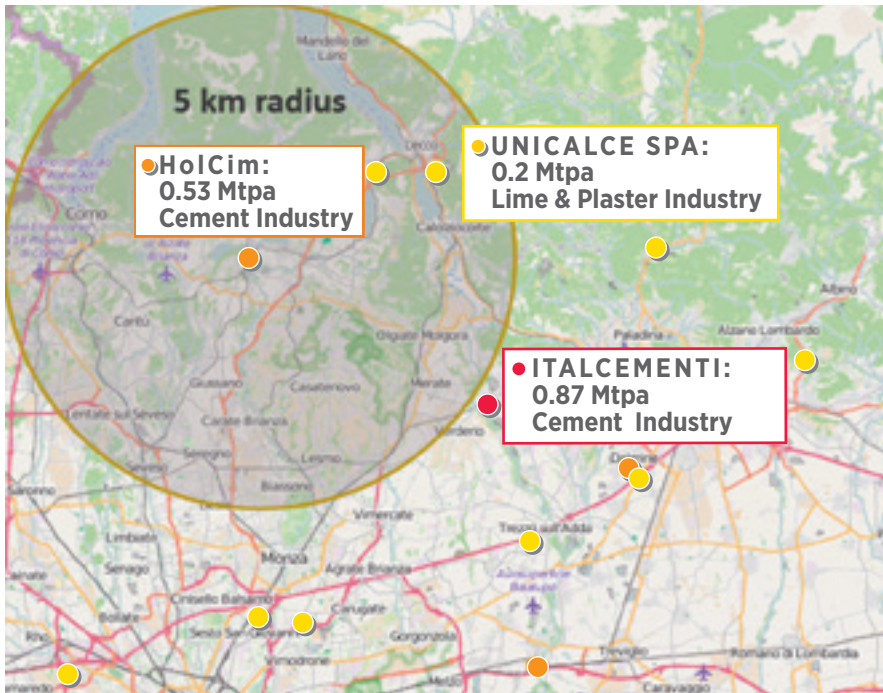 Mandello del
Lario
5 km radius
Lecco
HolCim:
0.53 Mtpa
Cement Industry
UNICALCE SPA:
0.2 Mtpa
Lime & Plaster Industry
Como
Calolziocorte
Albino
Cantù
Olgiate Molgora
Paladina
Alzano Lombardo
ITALCEMENTI:
0.87 Mtpa
Cement Industry
Giussano
Casatenovo
Merate
Lentate sul Seveso
Carate Brianza
Verderio
Seregno
Lesmo
Seveso
Biassono
Saronno
Vimercate
Limbiate
Trezzo sull'Adda
Senago
Monza
Agrate Brianza
Cinisello Balsamo
Carugate
Bollate
Sesto San Giovanni
Rho
Gorgonzola
Treviglio
Romano di Lombardia
Vimodrone
Melzo
Caravaggio